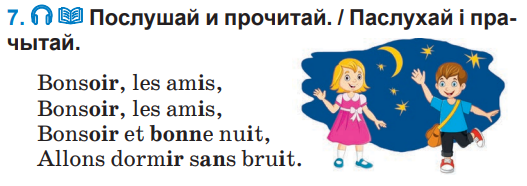 7. Послушай и прочитай. / Паслухай і пра-
чытай.
Bonsoir, les amis,
Bonsoir, les amis,
Bonsoir et bonne nuit,
Allons dormir sans bruit.